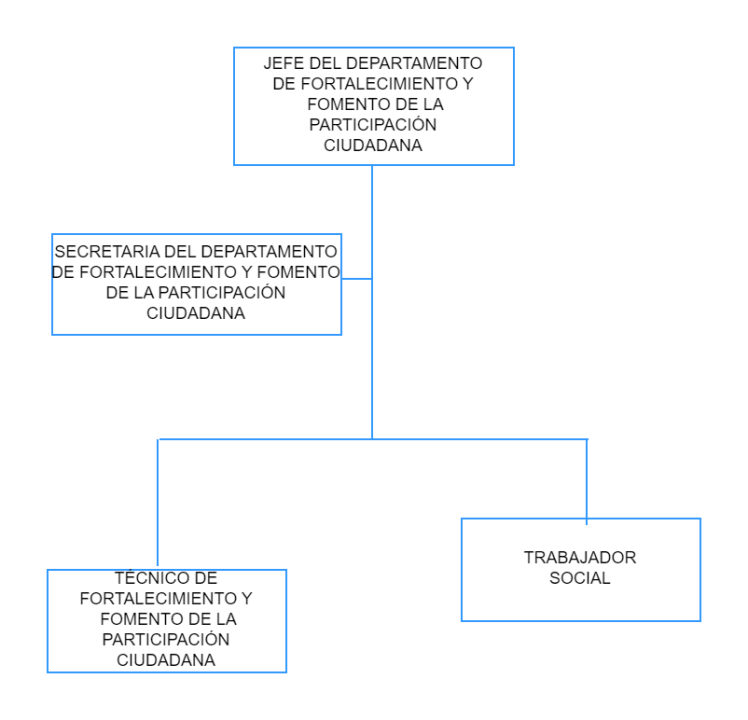 JEFE DEL DEPARTAMENTO
DE FORTALECIMIENTO Y
FOMENTO DE LA
PARTICIPACIÓN
CIUDADANA
SECRETARIA DEL DEPARTAMENTO
DE FORTALECIMIENTO Y FOMENTO
DE LA PARTICIPACIÓN
CIUDADANA
TÉCNICO DE
FORTALECIMIENTO Y
FOMENTO DE LA
PARTICIPACIÓN
CIUDADANA
TRABAJADOR
SOCIAL